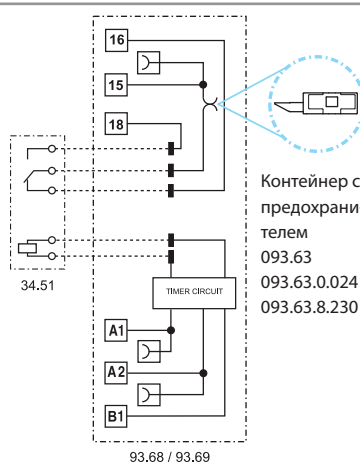 16
15
18
34.51
TIMER CIRCUIT
A1
A2
B1
93.68 / 93.69
Контейнер с
предохрани-
телем
093.63
093.63.0.024
093.63.8.230